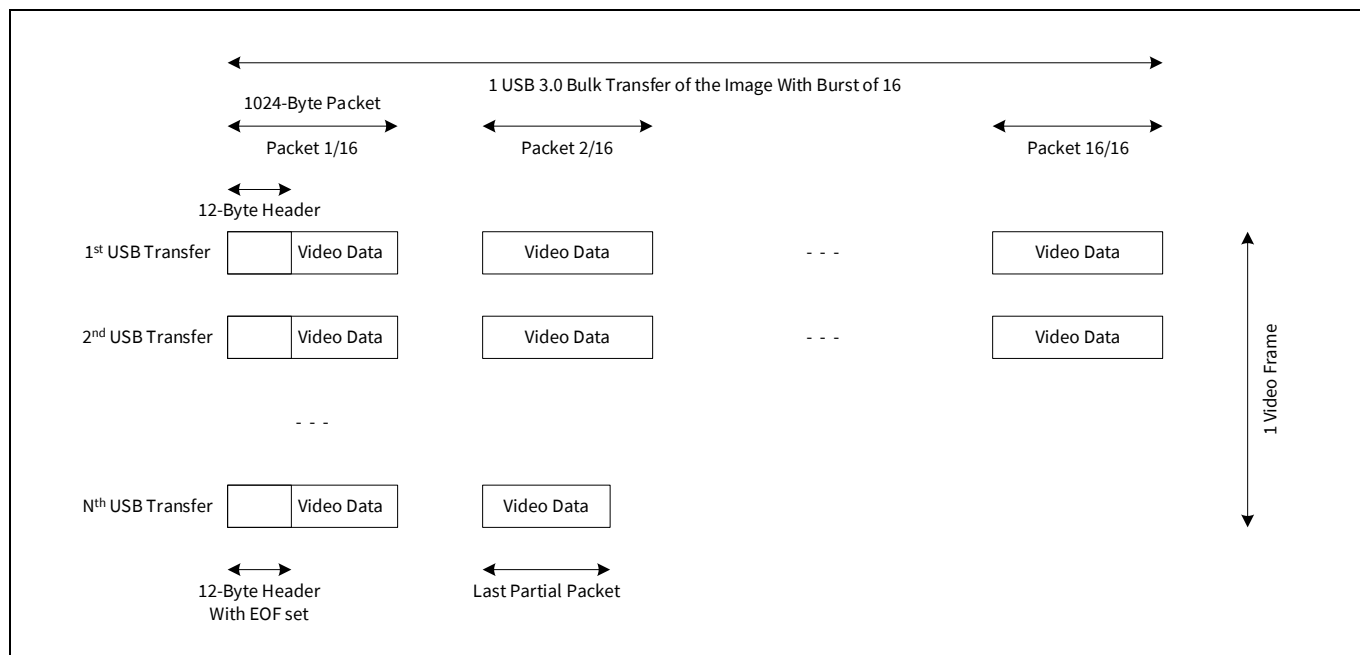 1 USB 3.0 Bulk Transfer of the Image With Burst of 16
1024-Byte Packet
Packet 1/16
Packet 2/16
Packet 16/16
12-Byte Header
1st USB Transfer
Video Data
Video Data
- - -
Video Data
2nd USB Transfer
Video Data
Video Data
- - -
Video Data
1 Video Frame
- - -
Nth USB Transfer
Video Data
Video Data
12-Byte Header
With EOF set
Last Partial Packet